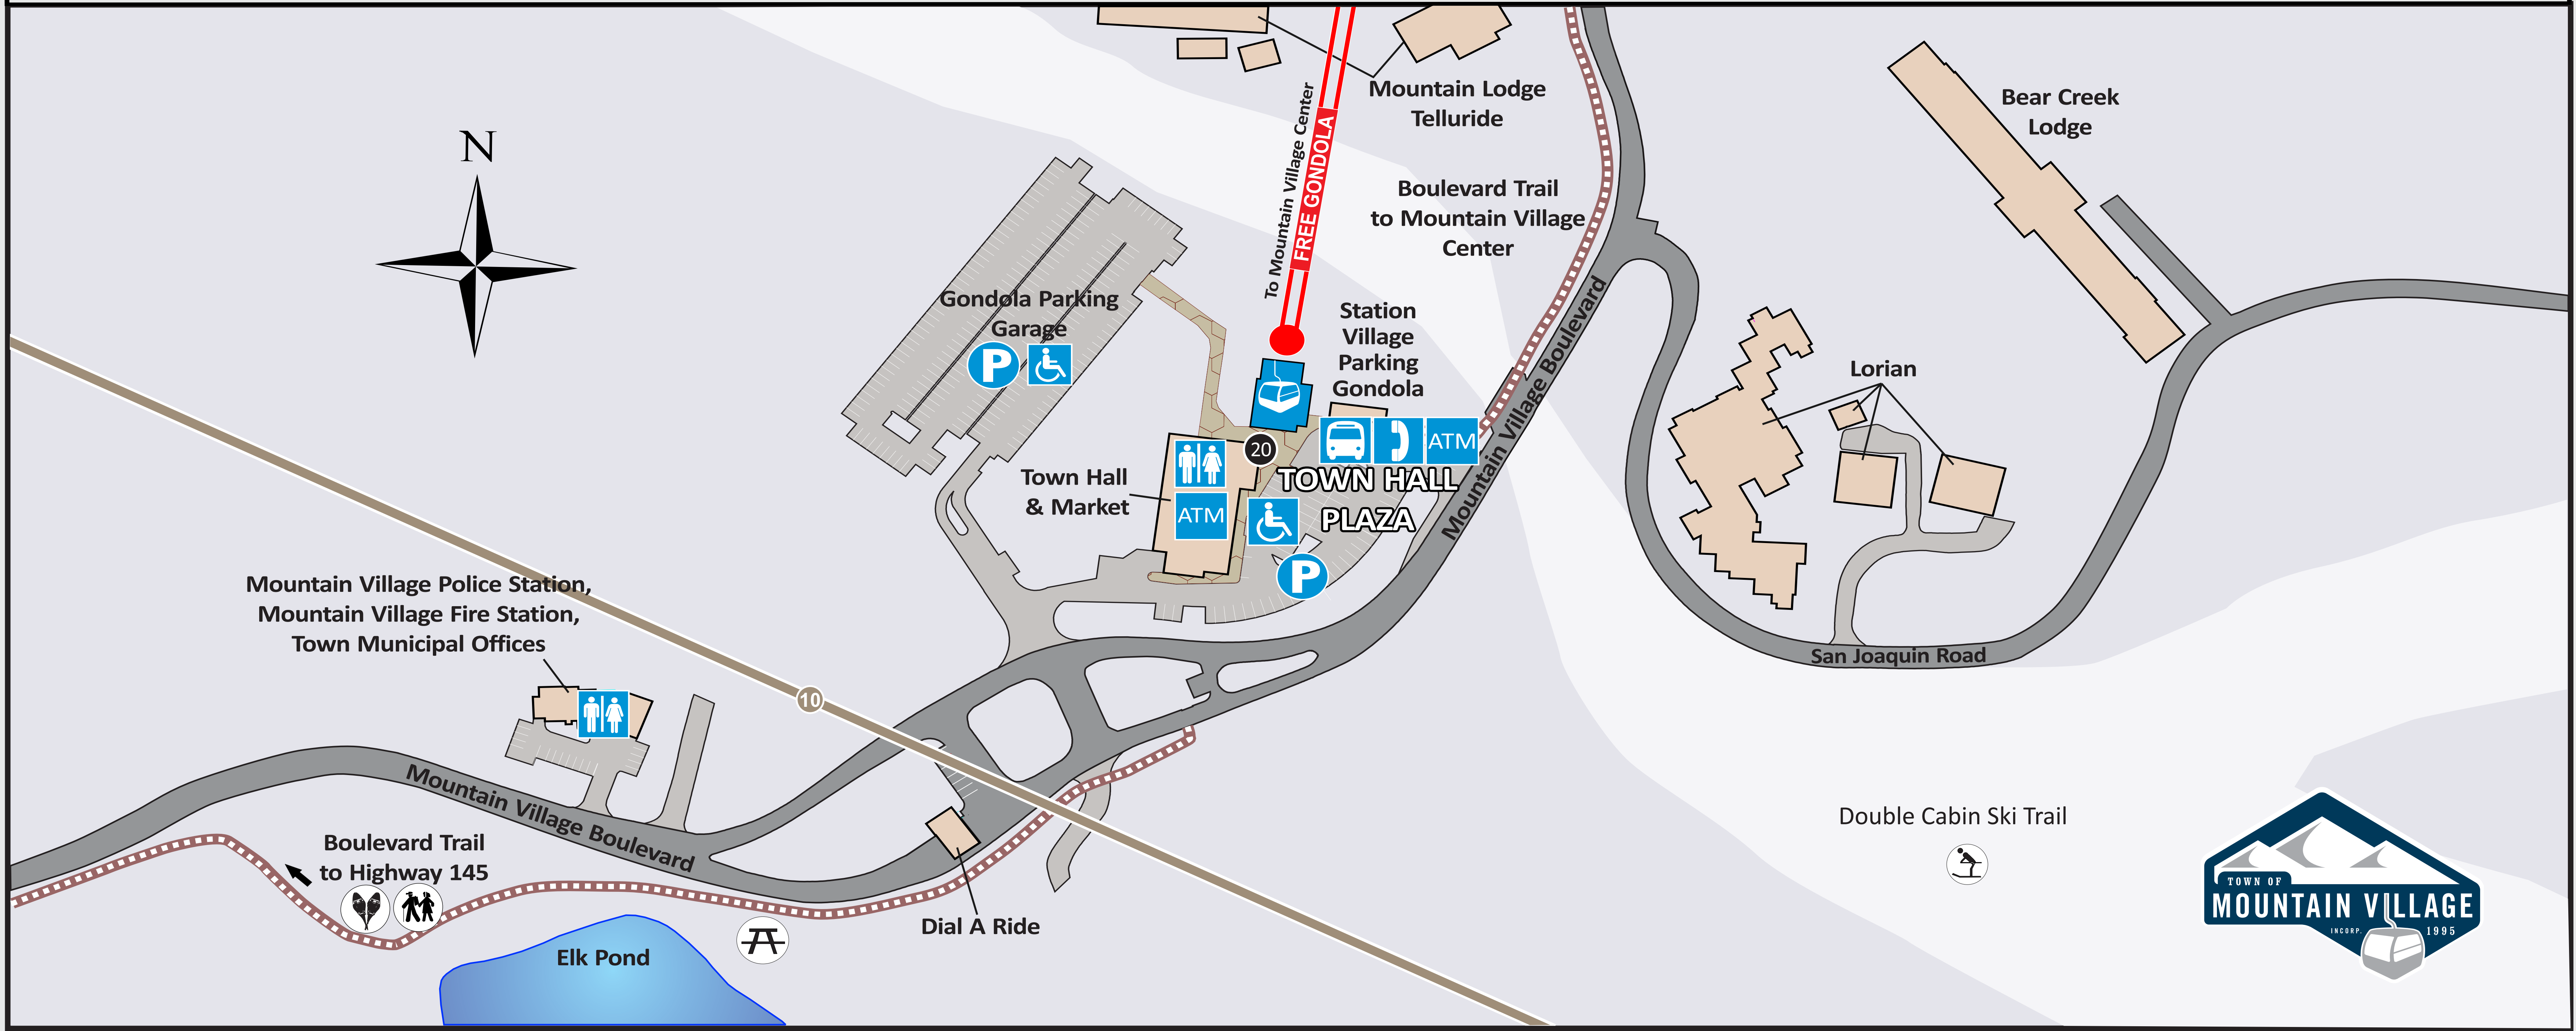 Mountain Lodge
Telluride
Bear Creek
Lodge
N
To Mountain Village Center
FREE GONDOLA
Boulevard Trail
to Mountain Village
Center
Gondola Parking
Garage
P
Station
Village
Parking
Gondola
Mountain Village Boulevard
Lorian
20
ATM
TOWN HALL
PLAZA
Town Hall
& Market
ATM
P
Mountain Village Police Station,
Mountain Village Fire Station,
Town Municipal Offices
San Joaquin Road
10
Mountain Village Boulevard
Boulevard Trail
to Highway 145
Double Cabin Ski Trail
Dial A Ride
Elk Pond
TOWN OF
MOUNTAIN VILLAGE
INCORP. 1995